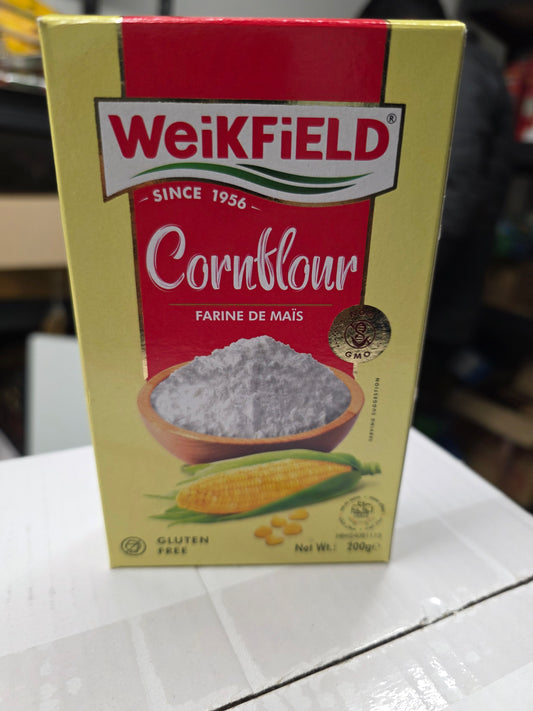 WEiKFiELD®
SINCE 1956
Cornflour
FARINE DE MAÏS
GMO
SERVING SUGGESTION
GLUTEN
FREE
Net Wt.: 200g℮